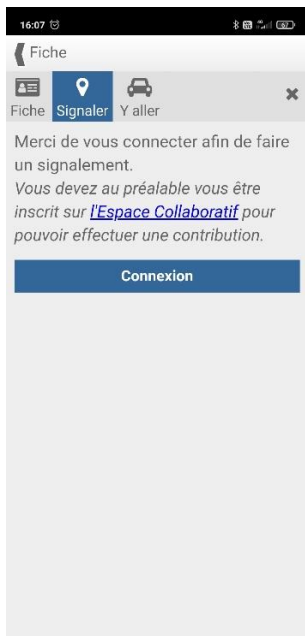 16:07
Fiche
Fiche Signaler Y aller
Merci de vous connecter afin de faire
un signalement.
Vous devez au préalable vous être
inscrit sur l'Espace Collaboratif pour
pouvoir effectuer une contribution.
Connexion